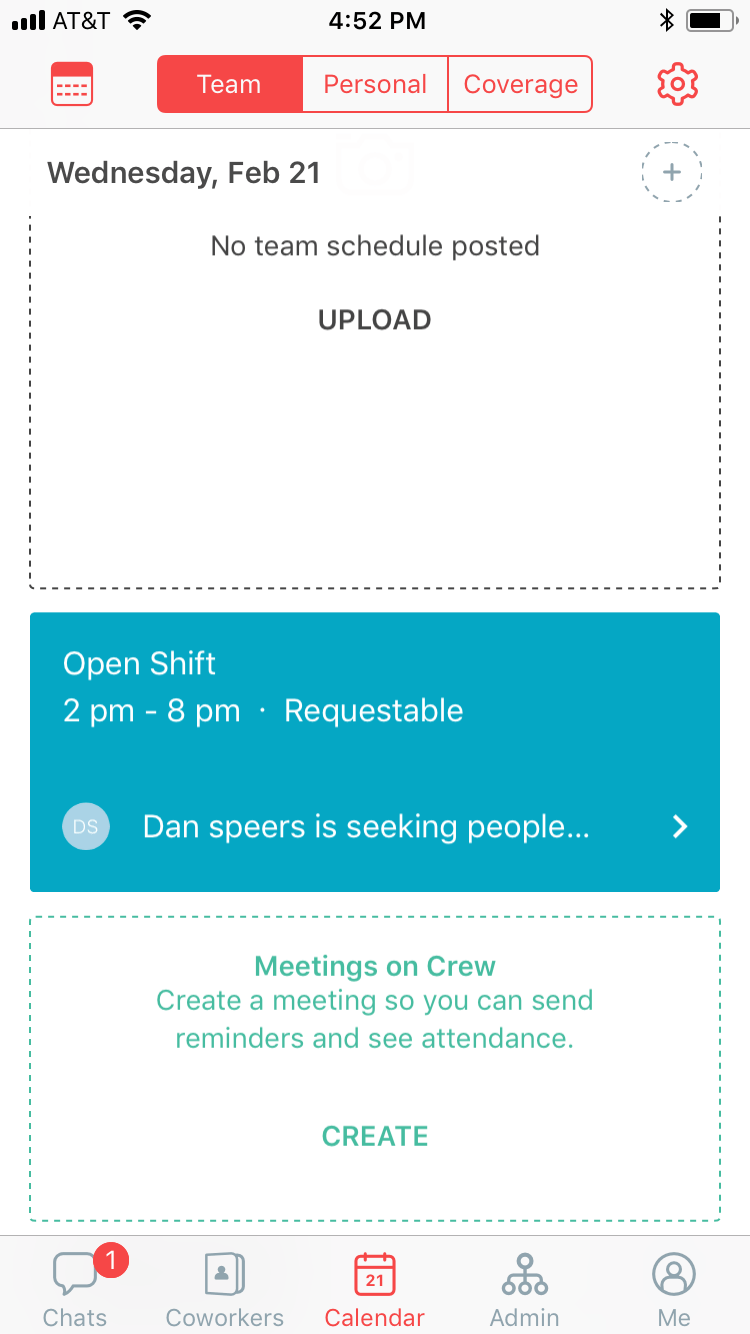 AT&T 4:52 PM
Team Personal Coverage
Wednesday, Feb 21
No team schedule posted
UPLOAD
Open Shift
2 pm - 8 pm · Requestable
DS Dan speers is seeking people...
Meetings on Crew
Create a meeting so you can send
reminders and see attendance.
CREATE
1
21
Chats Coworkers Calendar Admin Me